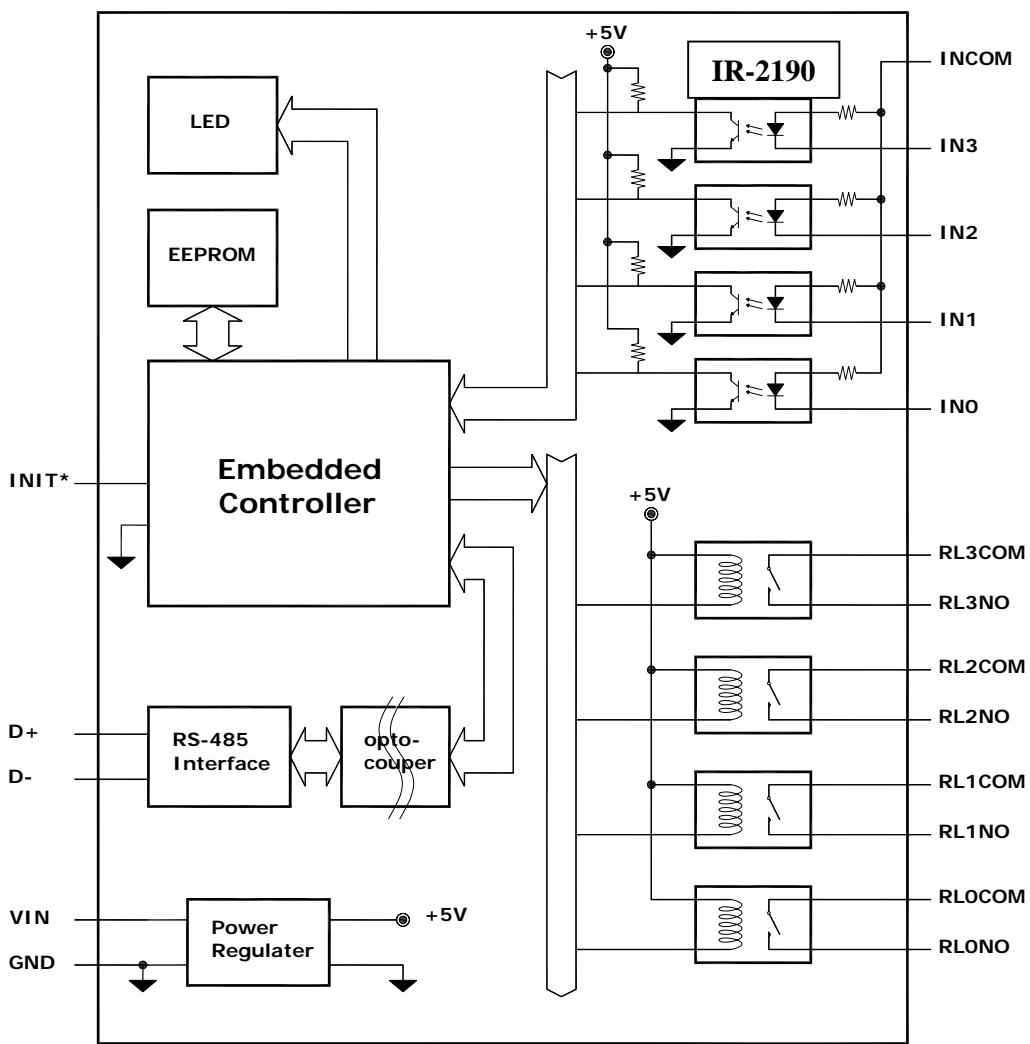 +5V
IR-2190
INCOM
LED
IN3
IN2
EEPROM
IN1
IN0
INIT*
Embedded
Controller
+5V
RL3COM
RL3NO
RL2COM
RL2NO
D+
D-
RS-485
Interface
opto-
couper
RL1COM
RL1NO
VIN
GND
Power
Regulater
+5V
RL0COM
RL0NO